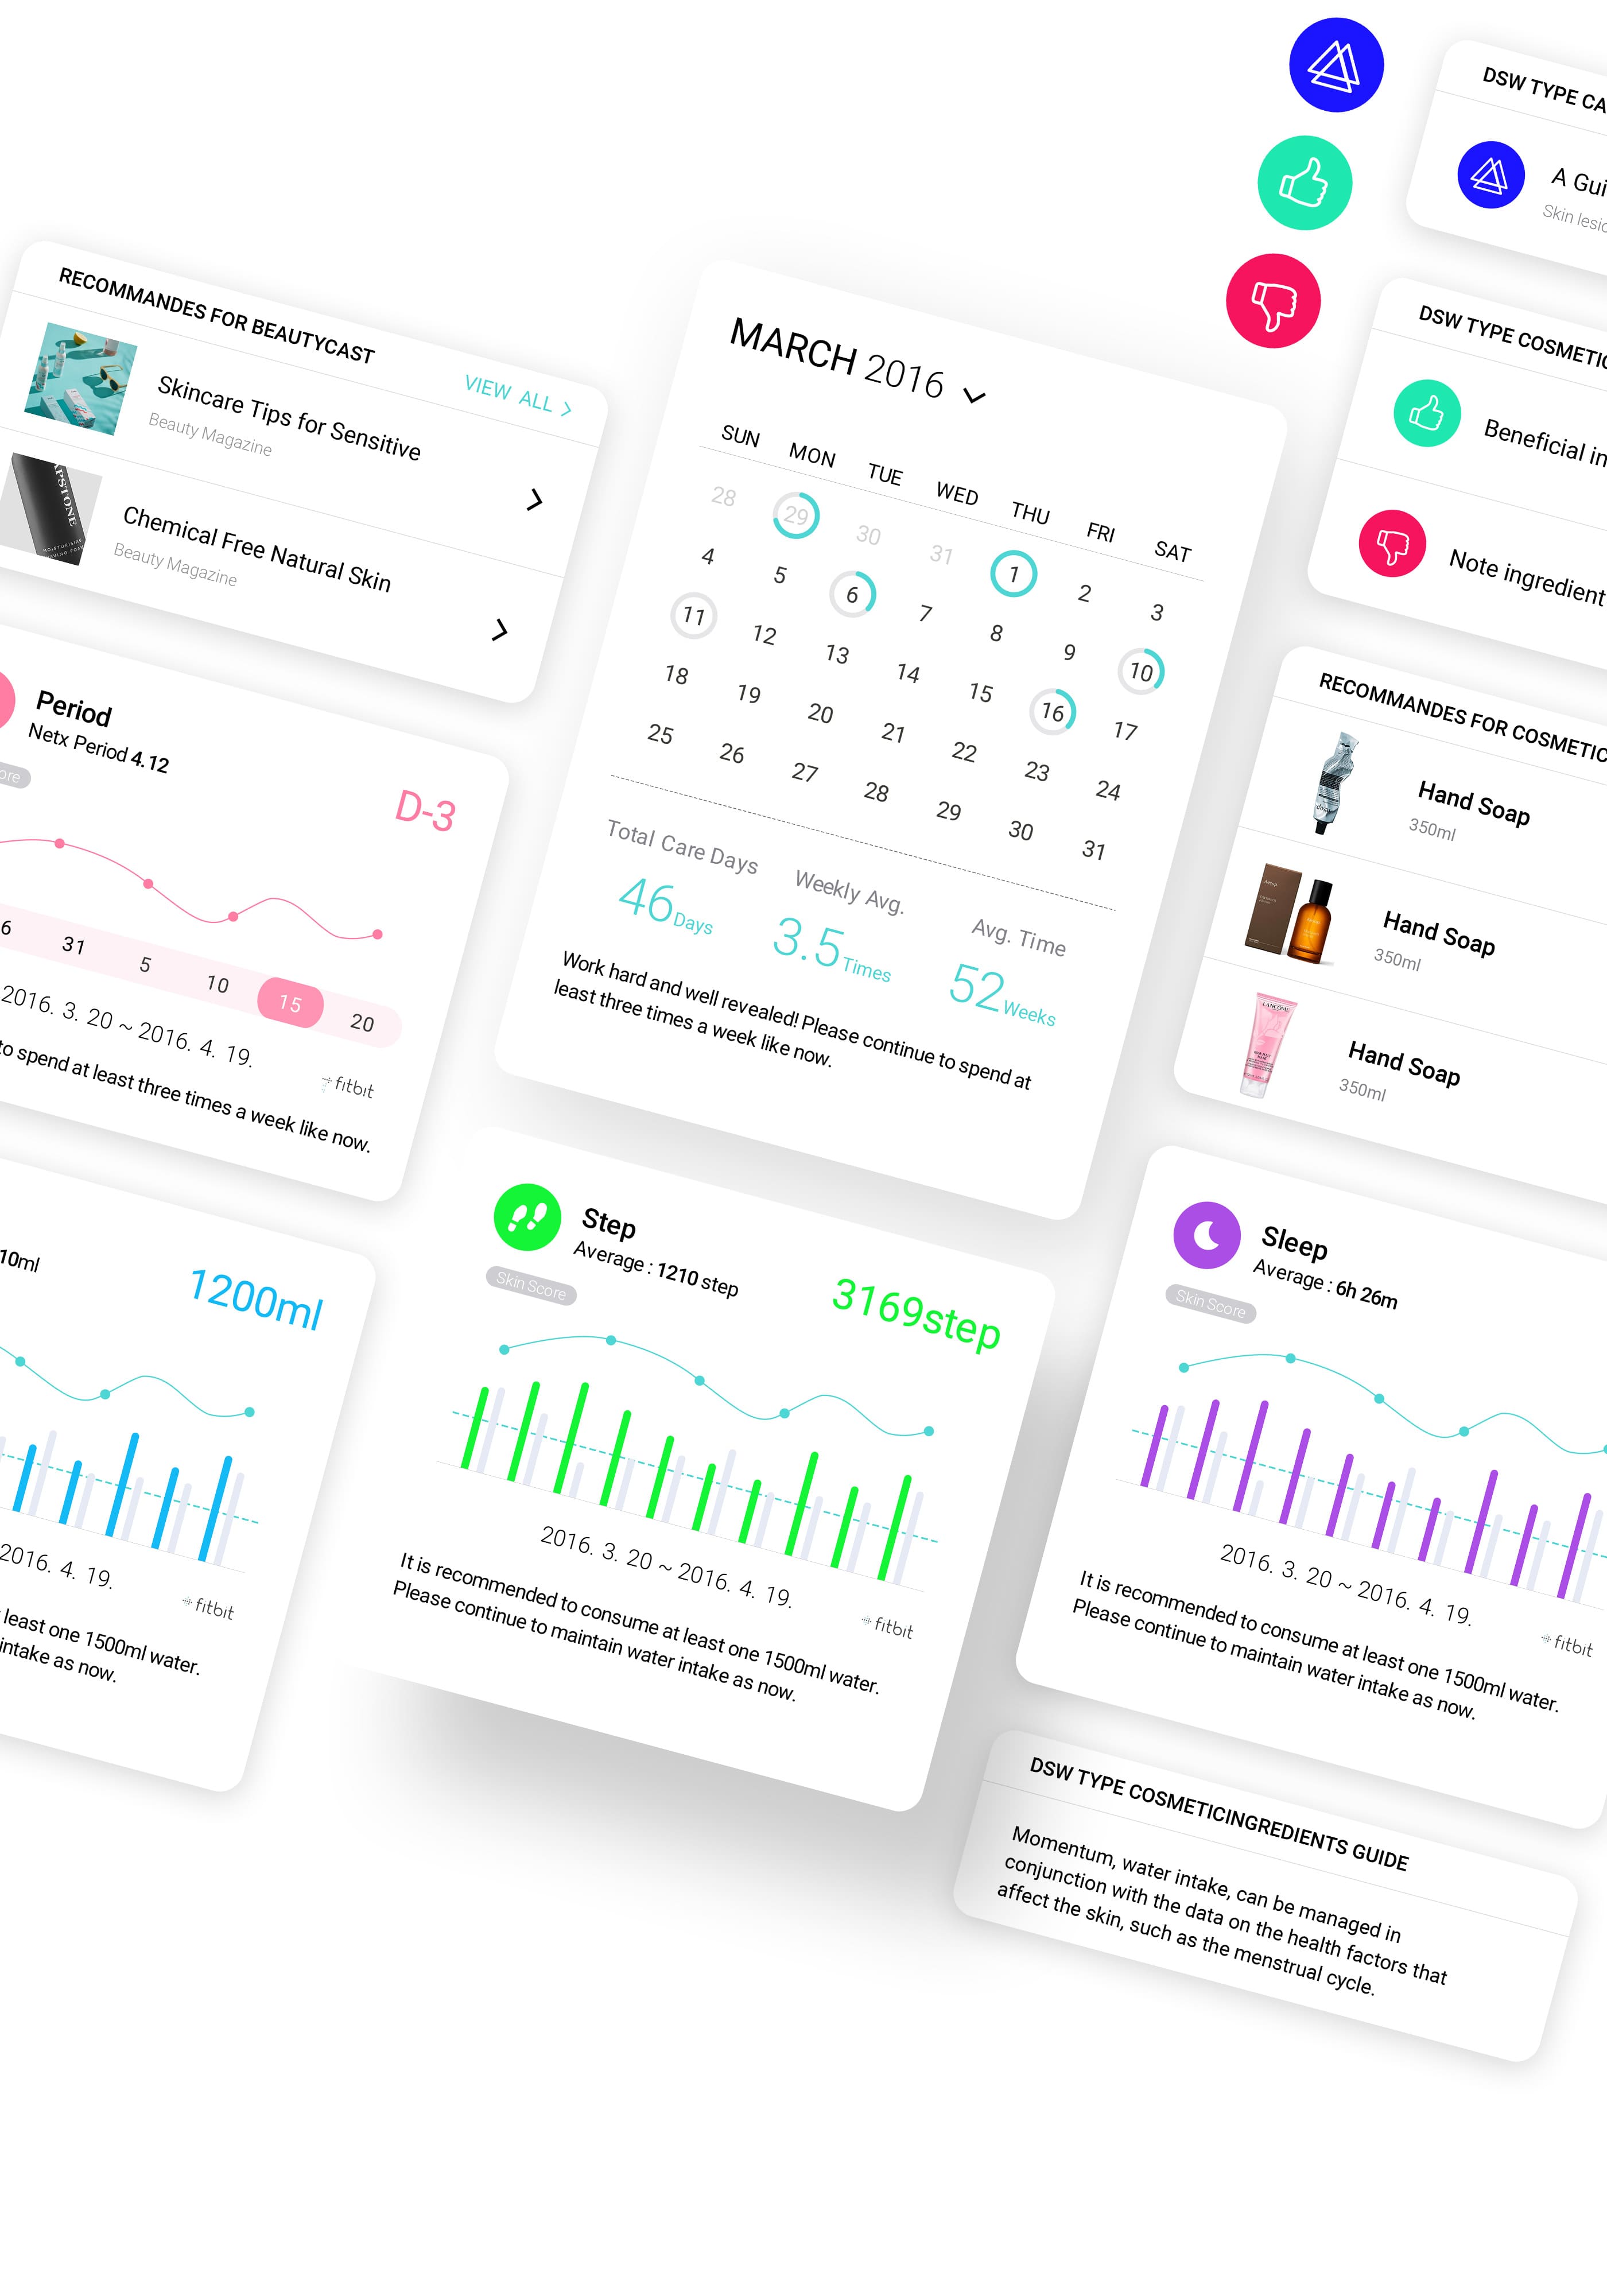 DSW TYPE CA
A Gui
Skin lesio
DSW TYPE COSMETIC
Beneficial in
Note ingredient
RECOMMANDES FOR BEAUTYCAST
VIEW ALL
Skincare Tips for Sensitive
Beauty Magazine
Chemical Free Natural Skin
Beauty Magazine
MARCH 2016
SUN MON TUE WED THU FRI SAT
28 29 30 31 1 2 3
4 5 6 7 8 9 10
11 12 13 14 15 16 17
18 19 20 21 22 23 24
25 26 27 28 29 30 31
Total Care Days
46Days
Weekly Avg.
3.5Times
Avg. Time
52Weeks
Work hard and well revealed! Please continue to spend at
least three times a week like now.
RECOMMANDES FOR COSMETIC
Hand Soap
350ml
Hand Soap
350ml
LANCOME
Hand Soap
350ml
Period
Netx Period 4.12
ore
D-3
6 31 5 10 15 20
2016. 3. 20 ~ 2016. 4. 19.
fitbit
to spend at least three times a week like now.
10ml
1200ml
2016. 4. 19.
fitbit
least one 1500ml water.
intake as now.
Step
Average : 1210 step
Skin Score
3169step
2016. 3. 20 ~ 2016. 4. 19.
fitbit
It is recommended to consume at least one 1500ml water.
Please continue to maintain water intake as now.
Sleep
Average : 6h 26m
Skin Score
2016. 3. 20 ~ 2016. 4. 19.
fitbit
It is recommended to consume at least one 1500ml water.
Please continue to maintain water intake as now.
DSW TYPE COSMETICINGREDIENTS GUIDE
Momentum, water intake, can be managed in
conjunction with the data on the health factors that
affect the skin, such as the menstrual cycle.